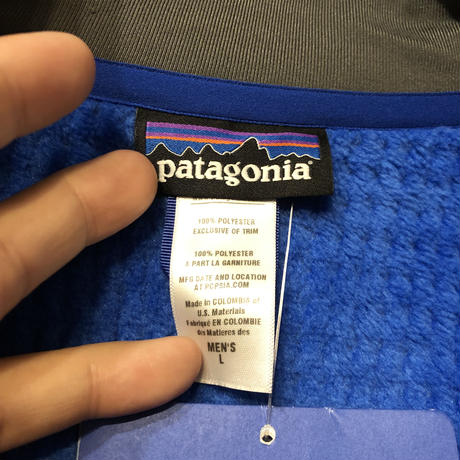 patagonia
100% POLYESTER
EXCLUSIVE OF TRIM
100% POLYESTER
A PART LA GARNITURE
MFG DATE AND LOCATION
AT PCPSIA.COM
Made in COLOMBIA of
U.S. Materials
Fabriqué EN COLOMBIE
des Matieres des
MEN'S
L